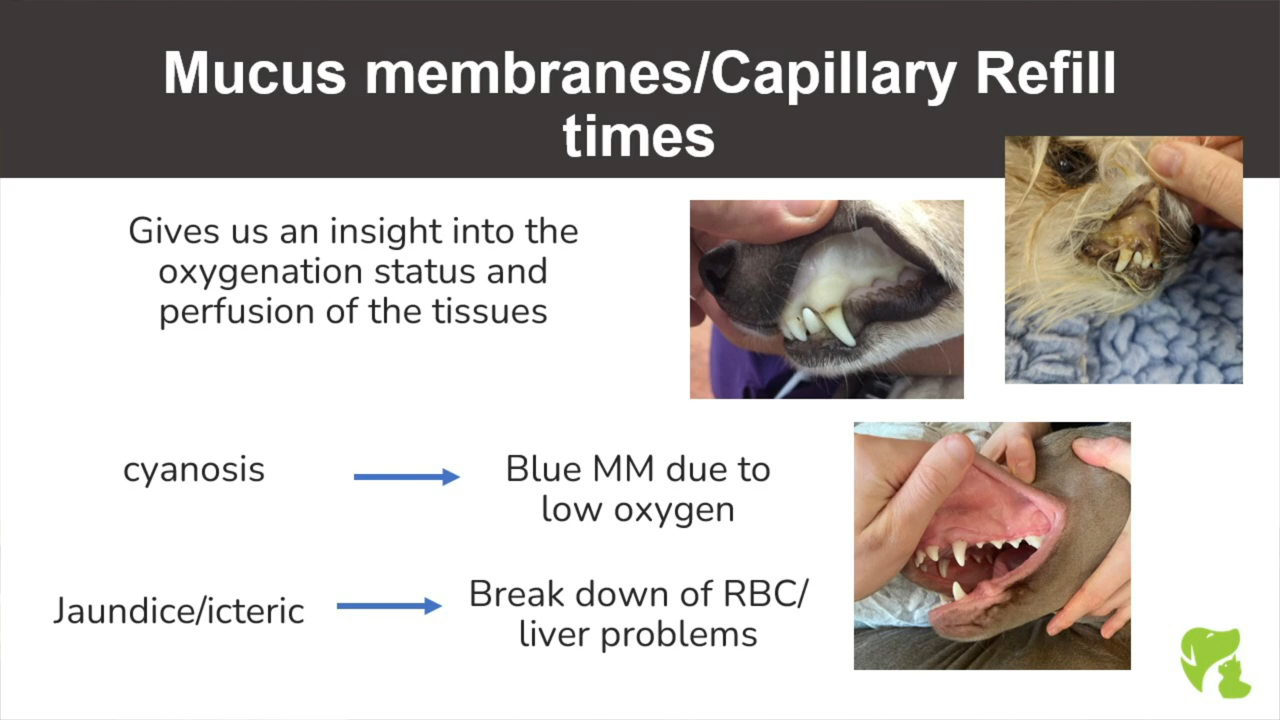 Mucus membranes/Capillary Refill
times
Gives us an insight into the
oxygenation status and
perfusion of the tissues
cyanosis
Blue MM due to
low oxygen
Jaundice/icteric
Break down of RBC/
liver problems